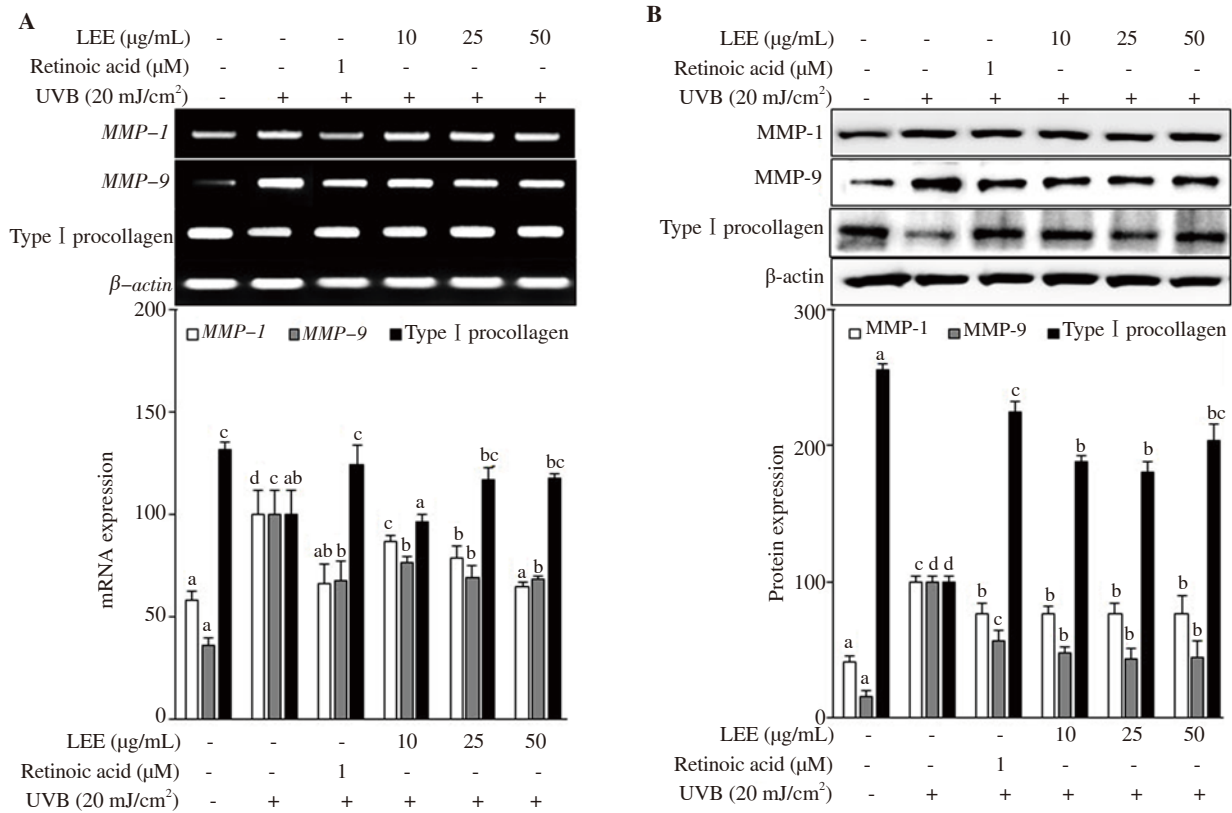 A
LEE (μg/mL) - - - 10 25 50
Retinoic acid (μM) - - 1 - - -
UVB (20 mJ/cm²) - + + + + +
MMP-1
MMP-9
Type Ⅰ procollagen
β-actin
200
MMP-1 MMP-9 Type Ⅰ procollagen
150
100
50
0
mRNA expression
a a c
d c ab
ab b c
c b a
b b bc
a b bc
LEE (μg/mL) - - - 10 25 50
Retinoic acid (μM) - - 1 - - -
UVB (20 mJ/cm²) - + + + + +
B
LEE (μg/mL) - - - 10 25 50
Retinoic acid (μM) - - 1 - - -
UVB (20 mJ/cm²) - + + + + +
MMP-1
MMP-9
Type Ⅰ procollagen
β-actin
300
MMP-1 MMP-9 Type Ⅰ procollagen
200
100
0
Protein expression
a a a
c d d
b c c
b b b
b b b
b b bc
LEE (μg/mL) - - - 10 25 50
Retinoic acid (μM) - - 1 - - -
UVB (20 mJ/cm²) - + + + + +